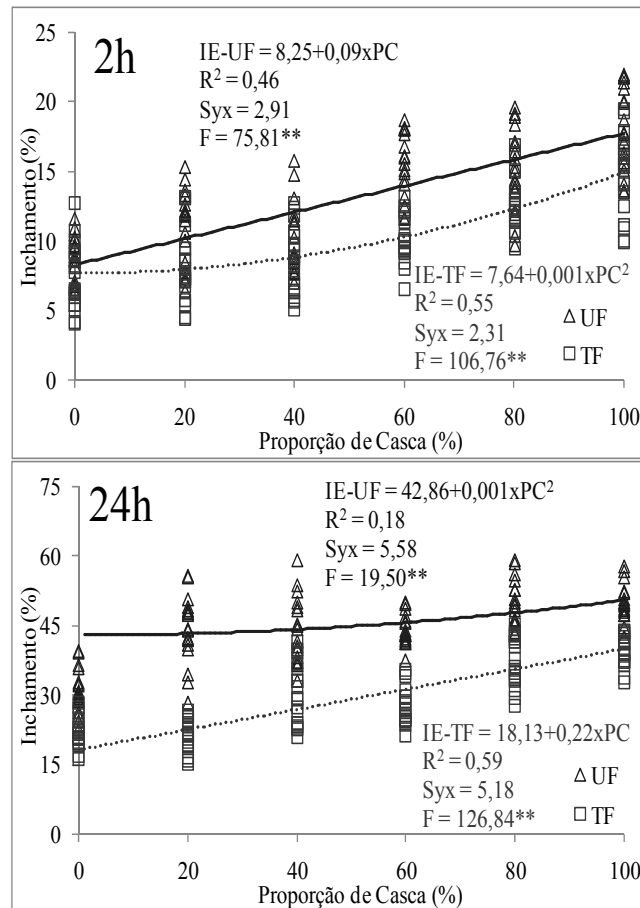 2h
IE-UF = 8,25+0,09xPC
R² = 0,46
Syx = 2,91
F = 75,81**
25
20
15
10
5
0
Inchamento (%)
IE-TF = 7,64+0,001xPC²
R² = 0,55
Syx = 2,31
F = 106,76**
UF
TF
0 20 40 60 80 100
Proporção de Casca (%)
24h
IE-UF = 42,86+0,001xPC²
R² = 0,18
Syx = 5,58
F = 19,50**
75
60
45
30
15
0
Inchamento (%)
IE-TF = 18,13+0,22xPC
R² = 0,59
Syx = 5,18
F = 126,84**
UF
TF
0 20 40 60 80 100
Proporção de Casca (%)